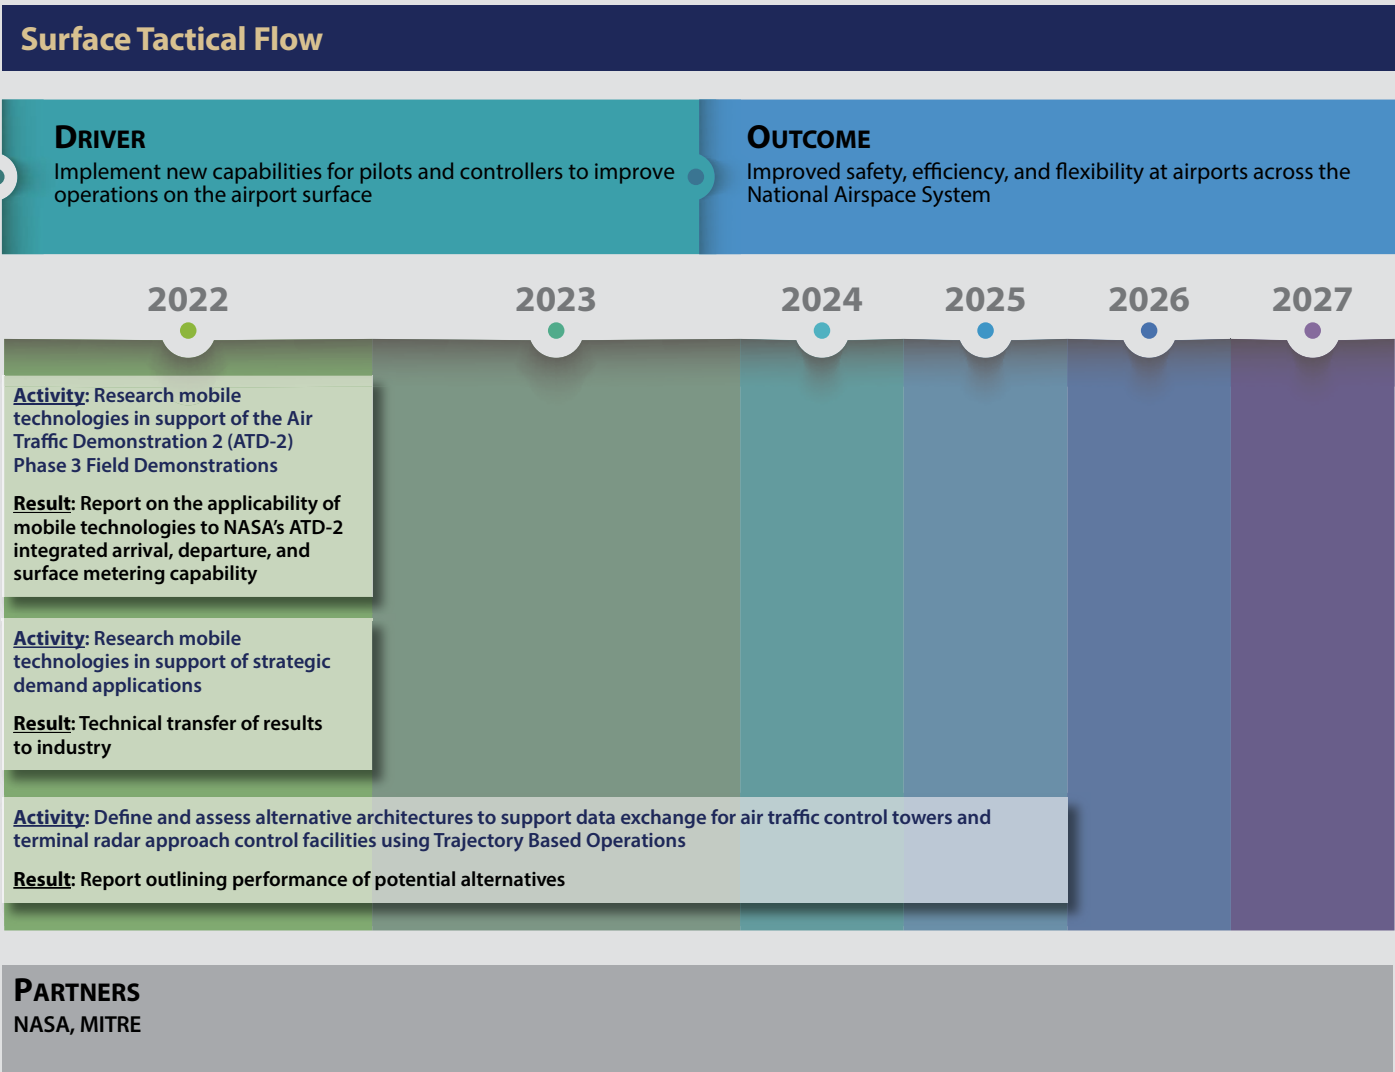 Surface Tactical Flow
DRIVER
Implement new capabilities for pilots and controllers to improve
operations on the airport surface
OUTCOME
Improved safety, efficiency, and flexibility at airports across the
National Airspace System
2022
2023
2024
2025
2026
2027
Activity: Research mobile
technologies in support of the Air
Traffic Demonstration 2 (ATD-2)
Phase 3 Field Demonstrations
Result: Report on the applicability of
mobile technologies to NASA’s ATD-2
integrated arrival, departure, and
surface metering capability
Activity: Research mobile
technologies in support of strategic
demand applications
Result: Technical transfer of results
to industry
Activity: Define and assess alternative architectures to support data exchange for air traffic control towers and
terminal radar approach control facilities using Trajectory Based Operations
Result: Report outlining performance of potential alternatives
PARTNERS
NASA, MITRE